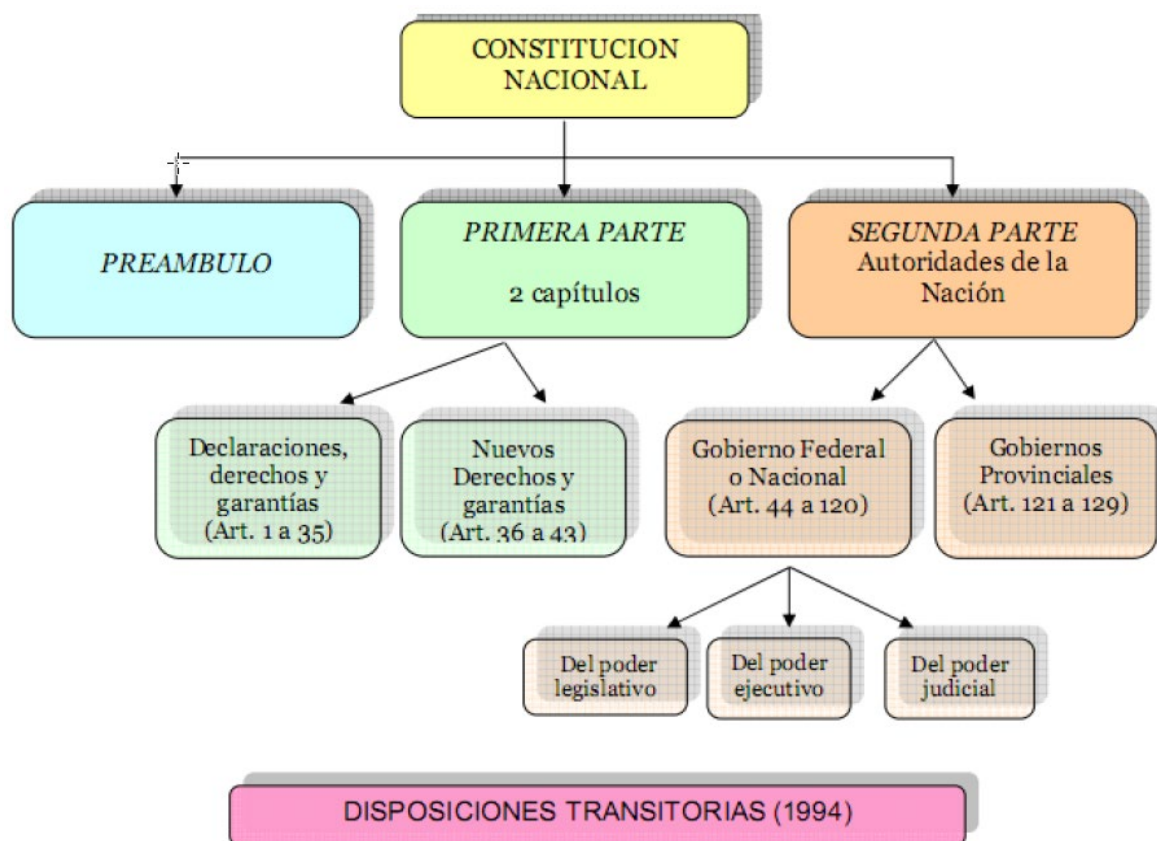 CONSTITUCION
NACIONAL
PREAMBULO
PRIMERA PARTE
2 capítulos
SEGUNDA PARTE
Autoridades de la
Nación
Declaraciones,
derechos y
garantías
(Art. 1 a 35)
Nuevos
Derechos y
garantías
(Art. 36 a 43)
Gobierno Federal
o Nacional
(Art. 44 a 120)
Gobiernos
Provinciales
(Art. 121 a 129)
Del poder
legislativo
Del poder
ejecutivo
Del poder
judicial
DISPOSICIONES TRANSITORIAS (1994)